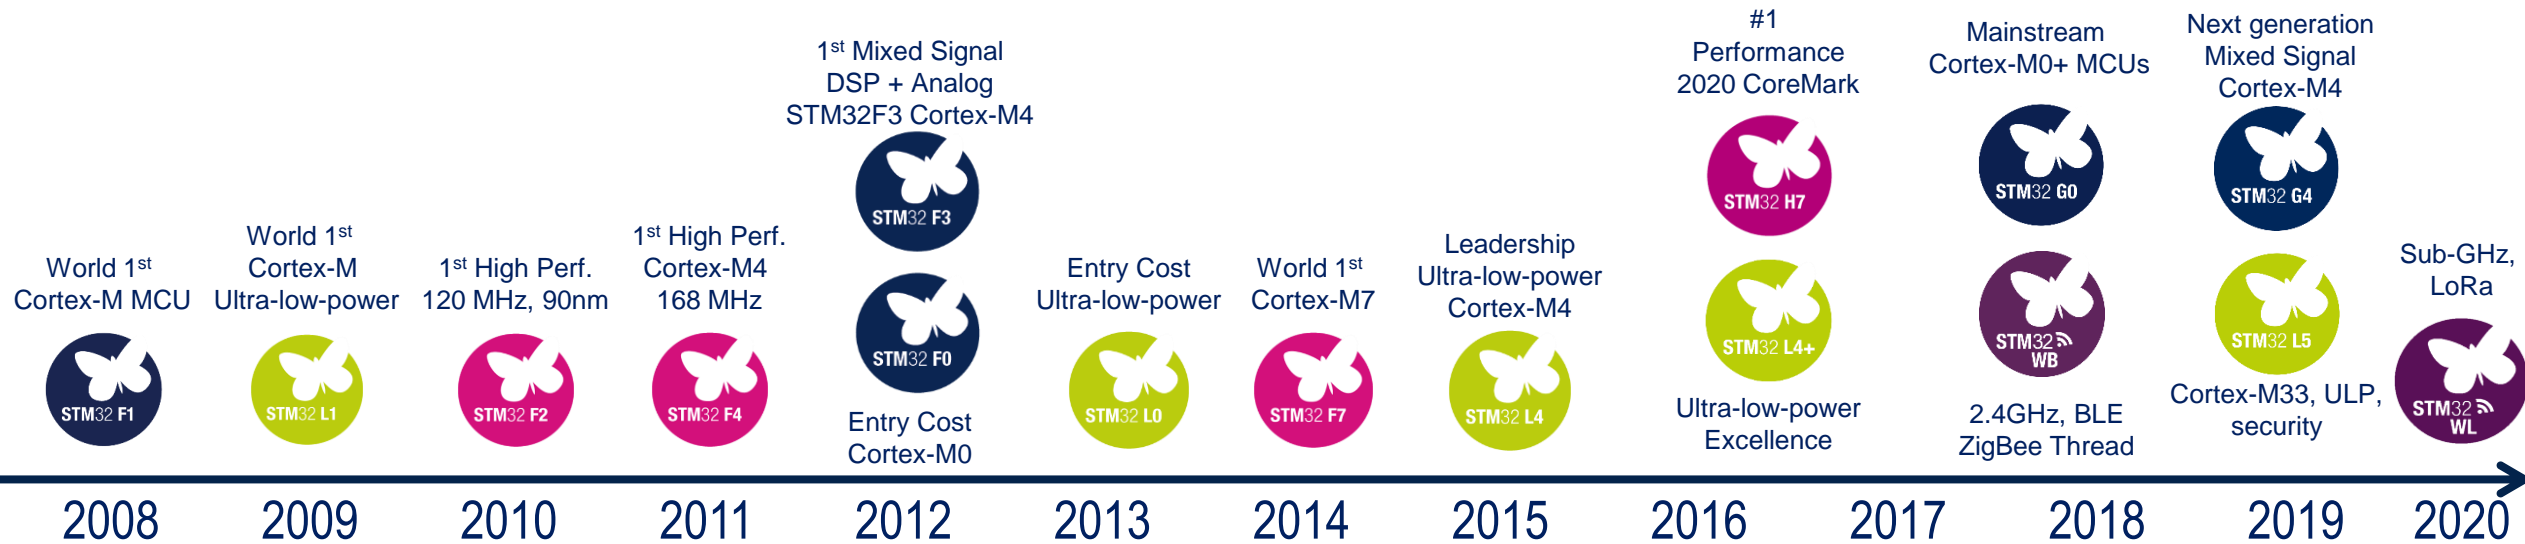 World 1st
Cortex-M MCU
STM32 F1
World 1st
Cortex-M
Ultra-low-power
STM32 L1
1st High Perf.
120 MHz, 90nm
STM32 F2
1st High Perf.
Cortex-M4
168 MHz
STM32 F4
1st Mixed Signal
DSP + Analog
STM32F3 Cortex-M4
STM32 F3
STM32 F0
Entry Cost
Cortex-M0
Entry Cost
Ultra-low-power
STM32 L0
World 1st
Cortex-M7
STM32 F7
Leadership
Ultra-low-power
Cortex-M4
STM32 L4
#1
Performance
2020 CoreMark
STM32 H7
STM32 L4+
Ultra-low-power
Excellence
Mainstream
Cortex-M0+ MCUs
STM32 G0
STM32
WB
2.4GHz, BLE
ZigBee Thread
Next generation
Mixed Signal
Cortex-M4
STM32 G4
STM32 L5
Cortex-M33, ULP,
security
Sub-GHz,
LoRa
STM32
WL
2008 2009 2010 2011 2012 2013 2014 2015 2016 2017 2018 2019 2020